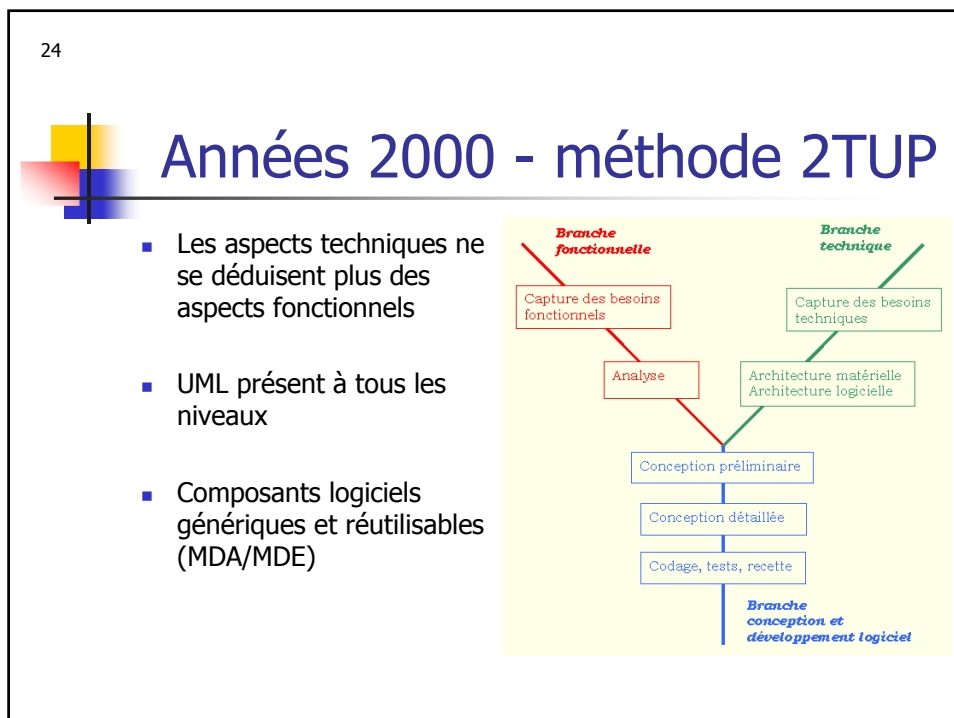 24
Années 2000 - méthode 2TUP
Les aspects techniques ne
se déduisent plus des
aspects fonctionnels
UML présent à tous les
niveaux
Composants logiciels
génériques et réutilisables
(MDA/MDE)
Branche
fonctionnelle
Branche
technique
Capture des besoins
fonctionnels
Capture des besoins
techniques
Analyse
Architecture matérielle
Architecture logicielle
Conception préliminaire
Conception détaillée
Codage, tests, recette
Branche
conception et
développement logiciel